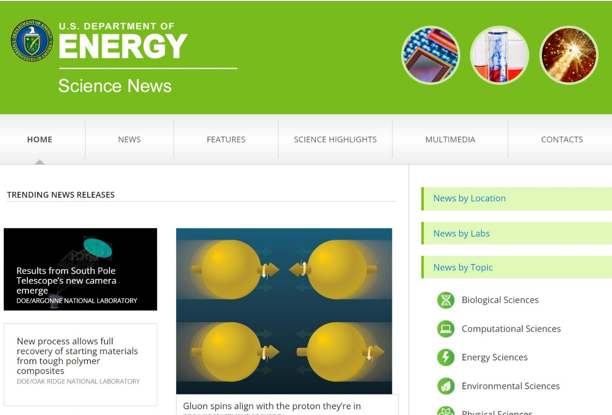 U.S. DEPARTMENT OF
ENERGY
Science News
HOME
NEWS
FEATURES
SCIENCE HIGHLIGHTS
MULTIMEDIA
CONTACTS
TRENDING NEWS RELEASES
Results from South Pole
Telescope's new camera
emerge
DOE/ARGONNE NATIONAL LABORATORY
New process allows full
recovery of starting materials
from tough polymer
composites
DOE/OAK RIDGE NATIONAL LABORATORY
Gluon spins align with the proton they're in
News by Location
News by Labs
News by Topic
Biological Sciences
Computational Sciences
Energy Sciences
Environmental Sciences
Physical Sciences